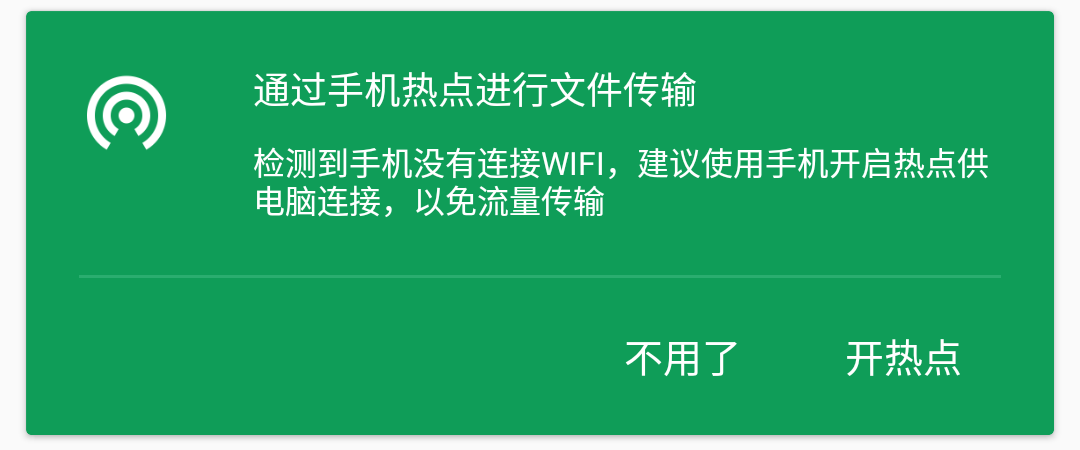 通过手机热点进行文件传输
检测到手机没有连接WIFI，建议使用手机开启热点供
电脑连接，以免流量传输
不用了 开热点